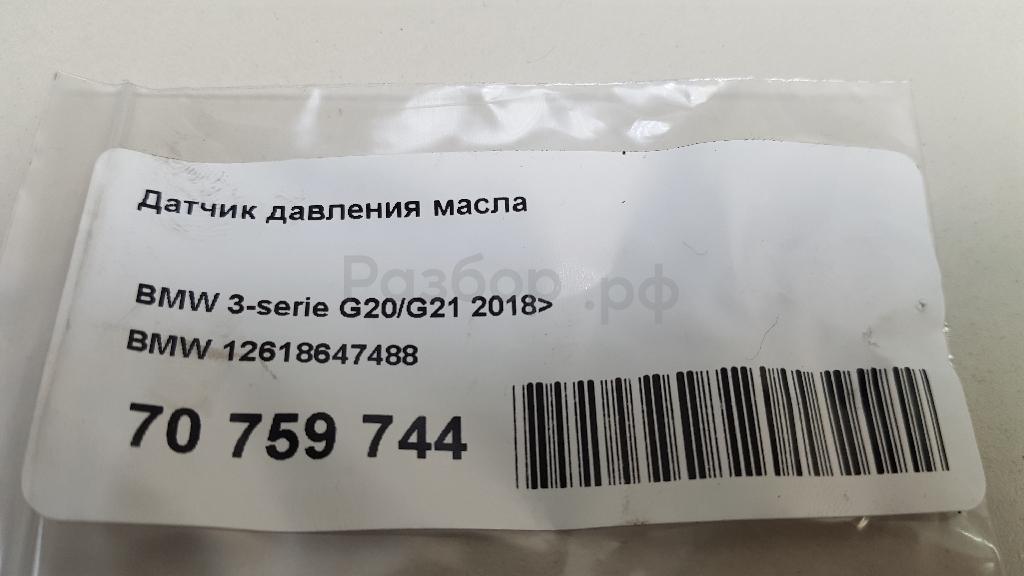 Датчик давления масла
Разбор.рф
BMW 3-serie G20/G21 2018>
BMW 12618647488
70 759 744